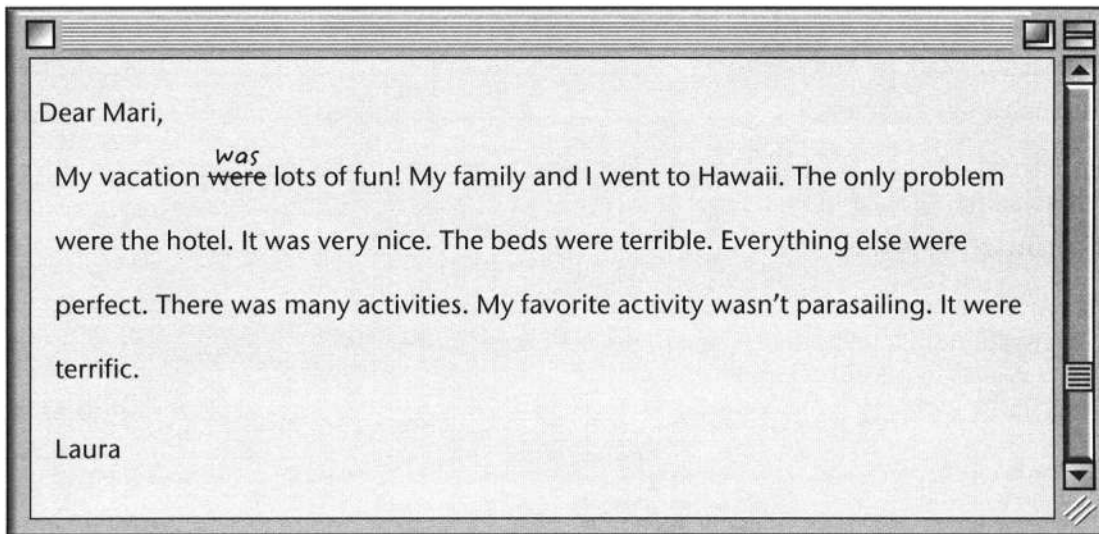 Dear Mari,
was
My vacation were lots of fun! My family and I went to Hawaii. The only problem
were the hotel. It was very nice. The beds were terrible. Everything else were
perfect. There was many activities. My favorite activity wasn't parasailing. It were
terrific.
Laura